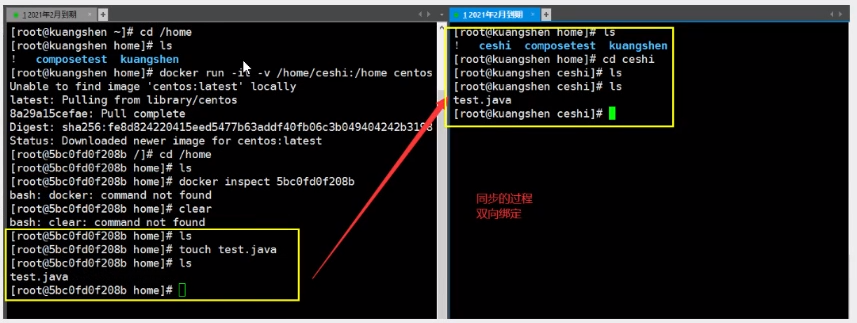 1 2021年2月到期
[root@kuangshen ~]# cd /home
[root@kuangshen home]# ls
! composetest kuangshen
[root@kuangshen home]# docker run -it -v /home/ceshi:/home centos
Unable to find image 'centos:latest' locally
latest: Pulling from library/centos
8a29a15cefae: Pull complete
Digest: sha256:fe8d824220415eed5477b63addf40fb06c3b049404242b31982
Status: Downloaded newer image for centos:latest
[root@5bc0fd0f208b /]# cd /home
[root@5bc0fd0f208b home]# ls
[root@5bc0fd0f208b home]# docker inspect 5bc0fd0f208b
bash: docker: command not found
[root@5bc0fd0f208b home]# clear
bash: clear: command not found
[root@5bc0fd0f208b home]# ls
[root@5bc0fd0f208b home]# touch test.java
[root@5bc0fd0f208b home]# ls
test.java
[root@5bc0fd0f208b home]#
1 2021年2月到期
[root@kuangshen home]# ls
! ceshi composetest kuangshen
[root@kuangshen home]# cd ceshi
[root@kuangshen ceshi]# ls
[root@kuangshen ceshi]# ls
test.java
[root@kuangshen ceshi]#
同步的过程
双向绑定